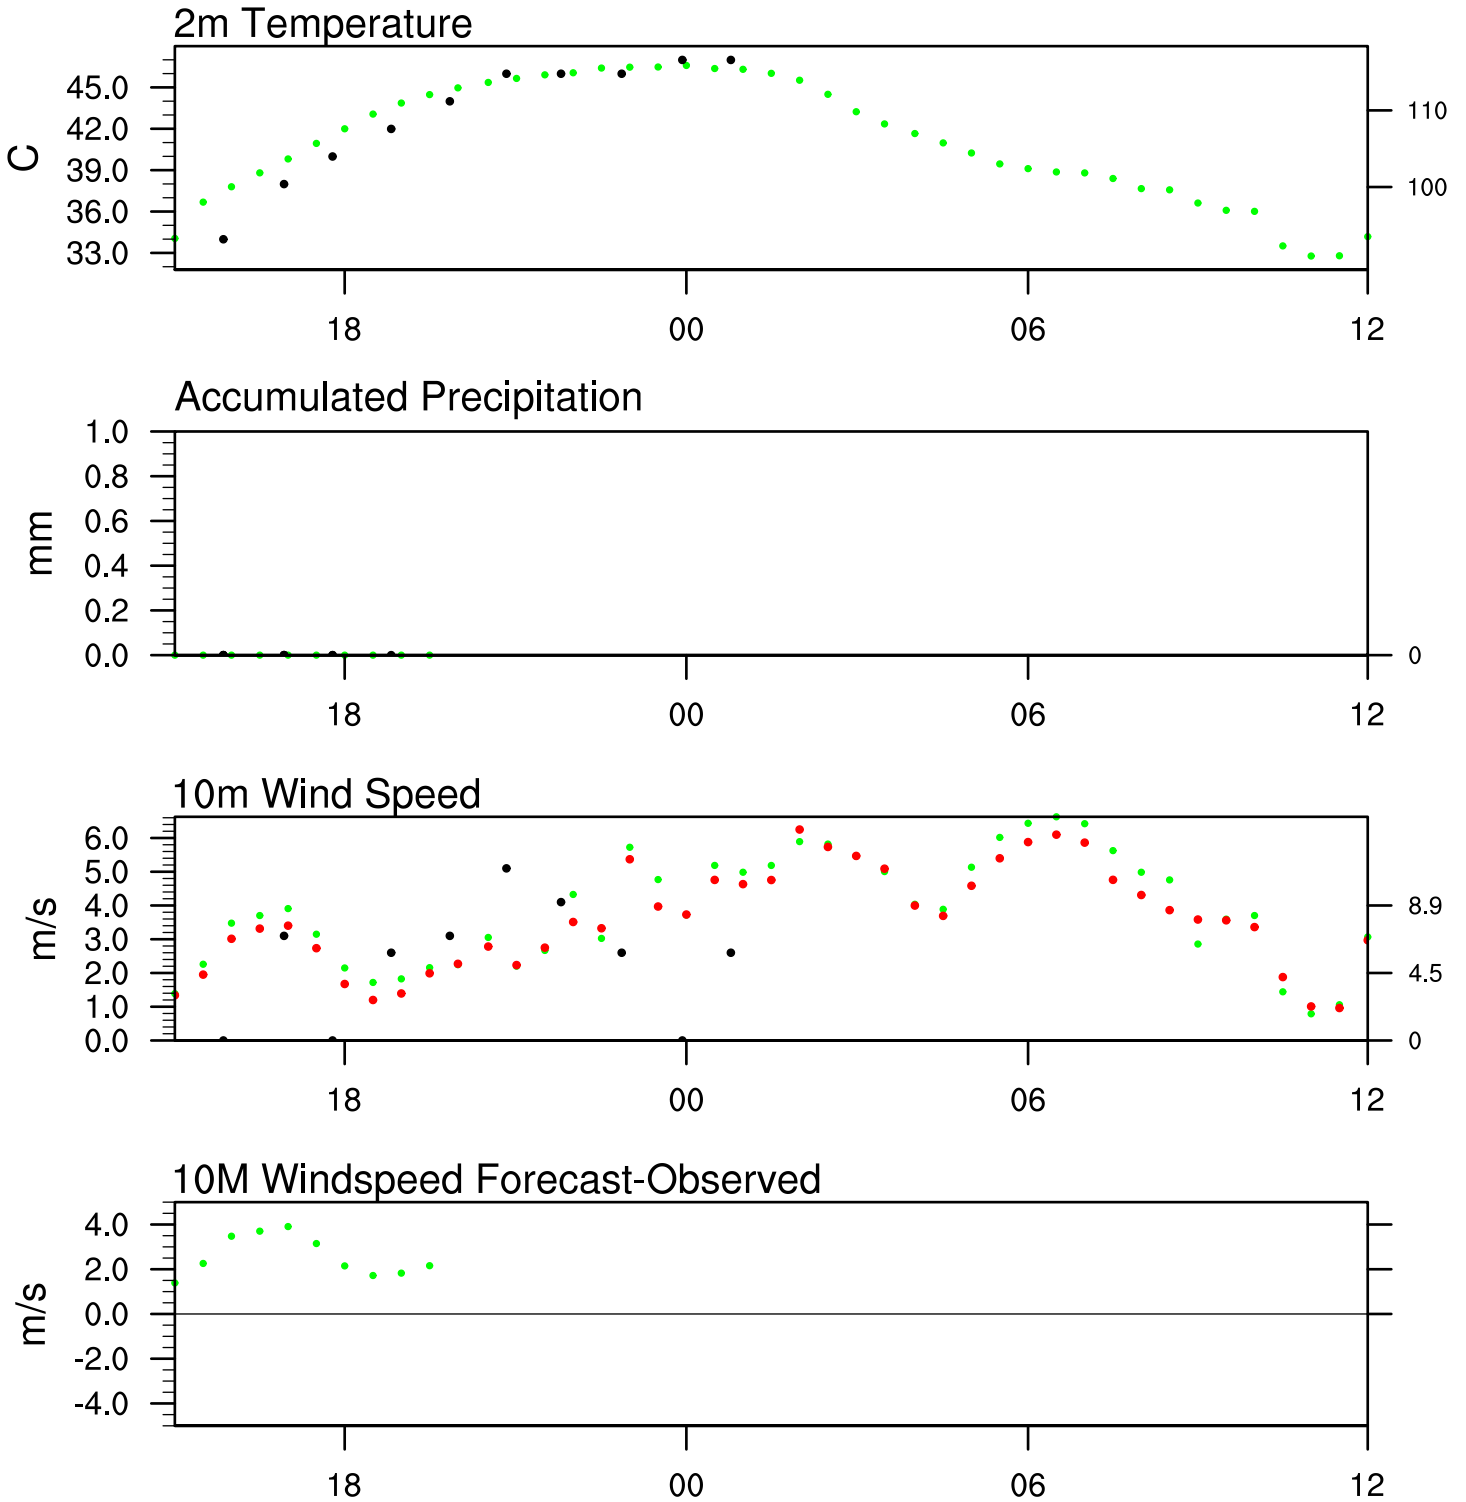 2m Temperature
45.0
42.0
39.0
36.0
33.0
C
110
100
18 00 06 12
Accumulated Precipitation
1.0
0.8
0.6
0.4
0.2
0.0
mm
0
18 00 06 12
10m Wind Speed
6.0
5.0
4.0
3.0
2.0
1.0
0.0
m/s
8.9
4.5
0
18 00 06 12
10M Windspeed Forecast-Observed
4.0
2.0
0.0
-2.0
-4.0
m/s
18 00 06 12